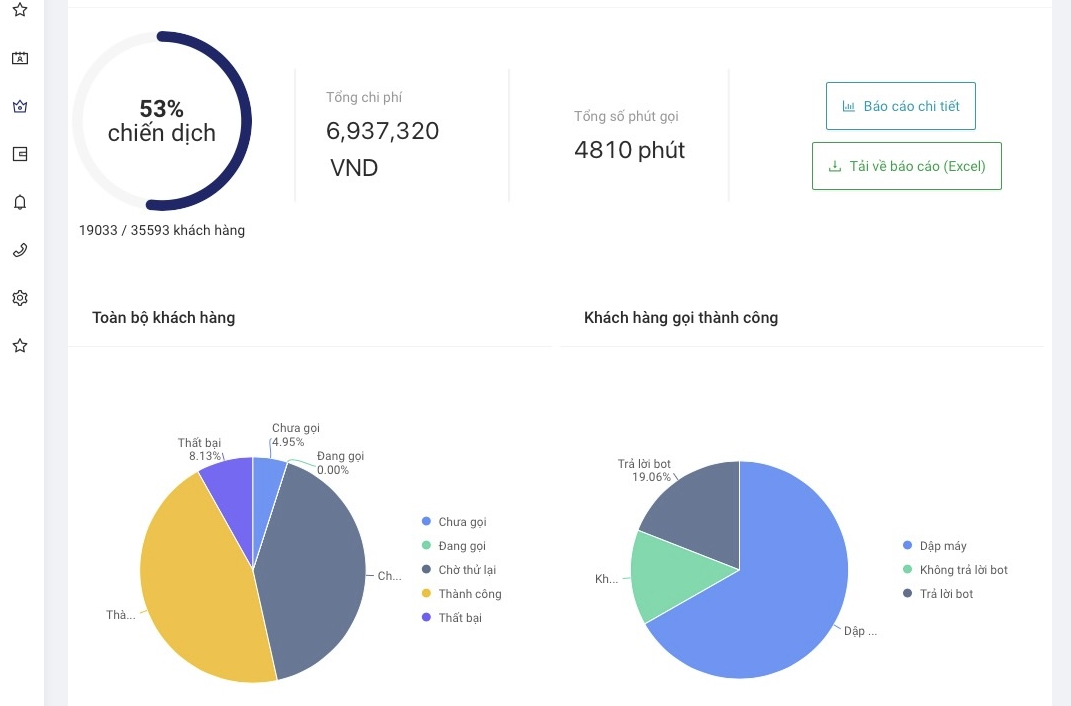 53%
chiến dịch
19033 / 35593 khách hàng
Tổng chi phí
6,937,320
VND
Tổng số phút gọi
4810 phút
Báo cáo chi tiết
Tải về báo cáo (Excel)
Toàn bộ khách hàng
Chưa gọi
4.95%
Thất bại
8.13%
Đang gọi
0.00%
Ch...
Thà...
Chưa gọi
Đang gọi
Chờ thử lại
Thành công
Thất bại
Khách hàng gọi thành công
Trả lời bot
19.06%
Kh...
Dập ...
Dập máy
Không trả lời bot
Trả lời bot